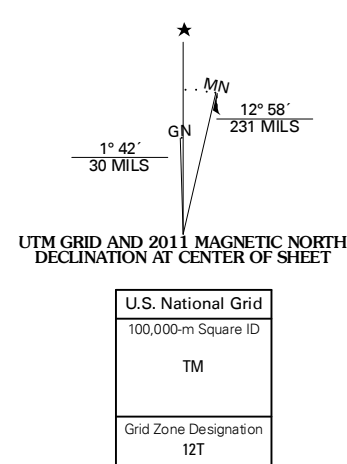 ★
MN
12° 58´
231 MILS
GN
1° 42´
30 MILS
UTM GRID AND 2011 MAGNETIC NORTH
DECLINATION AT CENTER OF SHEET
U.S. National Grid
100,000-m Square ID
TM
Grid Zone Designation
12T